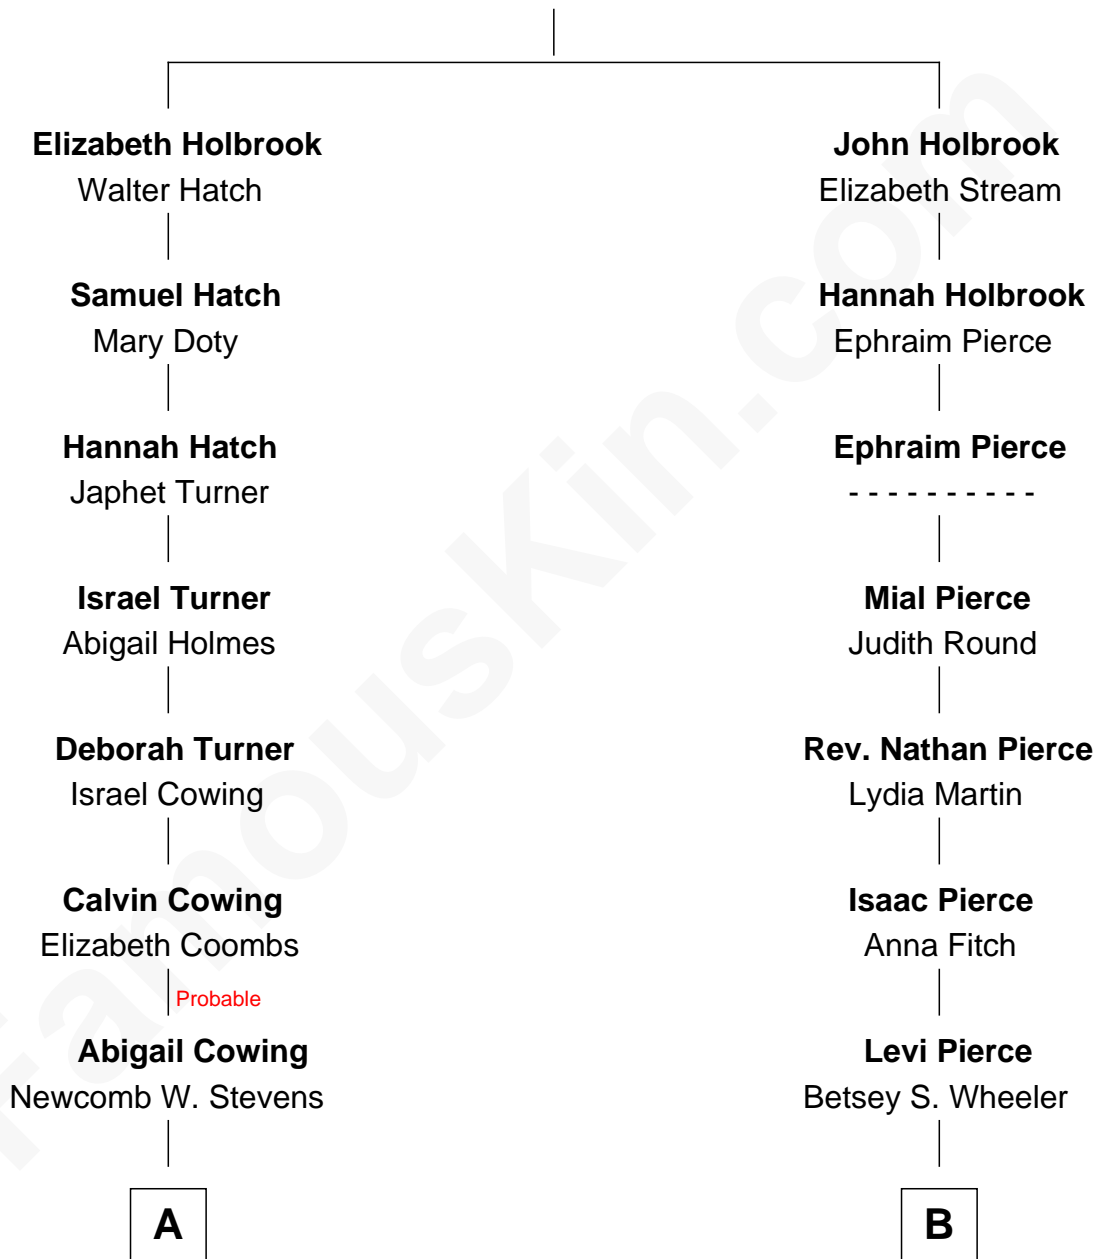 Elizabeth Holbrook
Walter Hatch
John Holbrook
Elizabeth Stream
Samuel Hatch
Mary Doty
Hannah Holbrook
Ephraim Pierce
Hannah Hatch
Japhet Turner
Ephraim Pierce
- - - - - - - - - -
Israel Turner
Abigail Holmes
Mial Pierce
Judith Round
Deborah Turner
Israel Cowing
Rev. Nathan Pierce
Lydia Martin
Calvin Cowing
Elizabeth Coombs
Isaac Pierce
Anna Fitch
Probable
Abigail Cowing
Newcomb W. Stevens
Levi Pierce
Betsey S. Wheeler
A
B
FamousKin.com